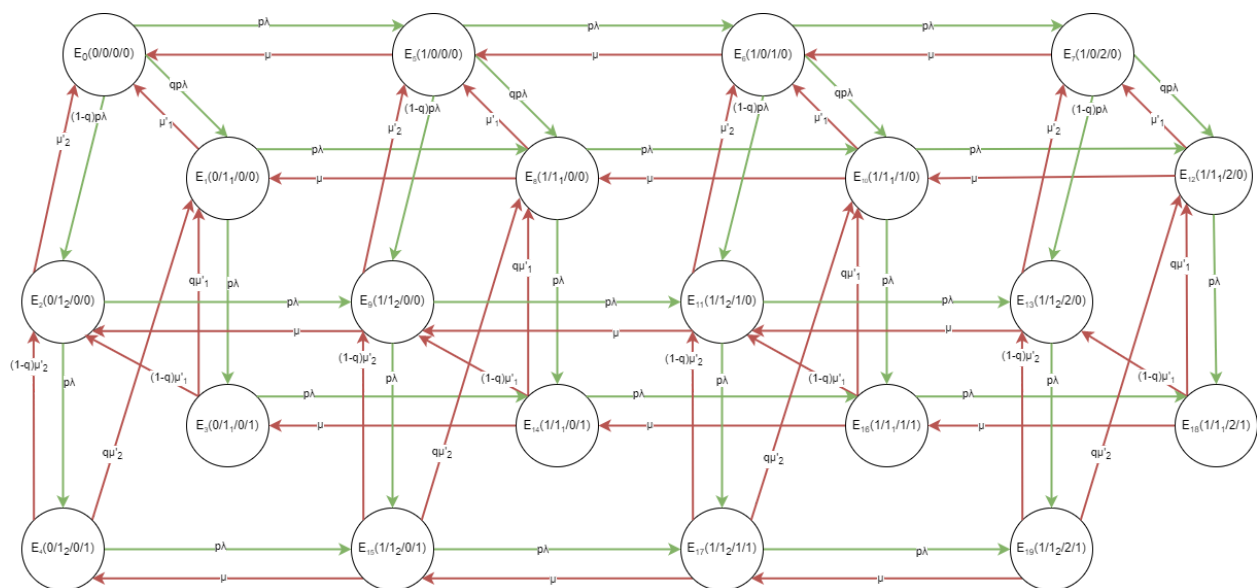 pλ pλ pλ
E₀(0/0/0/0) μ E₅(1/0/0/0) μ E₆(1/0/1/0) μ E₇(1/0/2/0)
qpλ qpλ qpλ qpλ
(1-q)pλ (1-q)pλ (1-q)pλ (1-q)pλ
μ'₂ μ'₁ μ'₂ μ'₁ μ'₂ μ'₁ μ'₂ μ'₁
pλ pλ pλ
E₁(0/1₁/0/0) μ E₈(1/1₁/0/0) μ E₁₀(1/1₁/1/0) μ E₁₂(1/1₁/2/0)
qμ'₁ pλ qμ'₁ pλ qμ'₁ pλ qμ'₁ pλ
E₂(0/1₂/0/0) pλ E₉(1/1₂/0/0) pλ E₁₁(1/1₂/1/0) pλ E₁₃(1/1₂/2/0)
μ μ μ
(1-q)μ'₂ (1-q)μ'₂ (1-q)μ'₂ (1-q)μ'₂
pλ (1-q)μ'₁ pλ (1-q)μ'₁ pλ (1-q)μ'₁ pλ (1-q)μ'₁
pλ pλ pλ
E₃(0/1₁/0/1) μ E₁₄(1/1₁/0/1) μ E₁₆(1/1₁/1/1) μ E₁₈(1/1₁/2/1)
qμ'₂ qμ'₂ qμ'₂ qμ'₂
E₄(0/1₂/0/1) pλ E₁₅(1/1₂/0/1) pλ E₁₇(1/1₂/1/1) pλ E₁₉(1/1₂/2/1)
μ μ μ